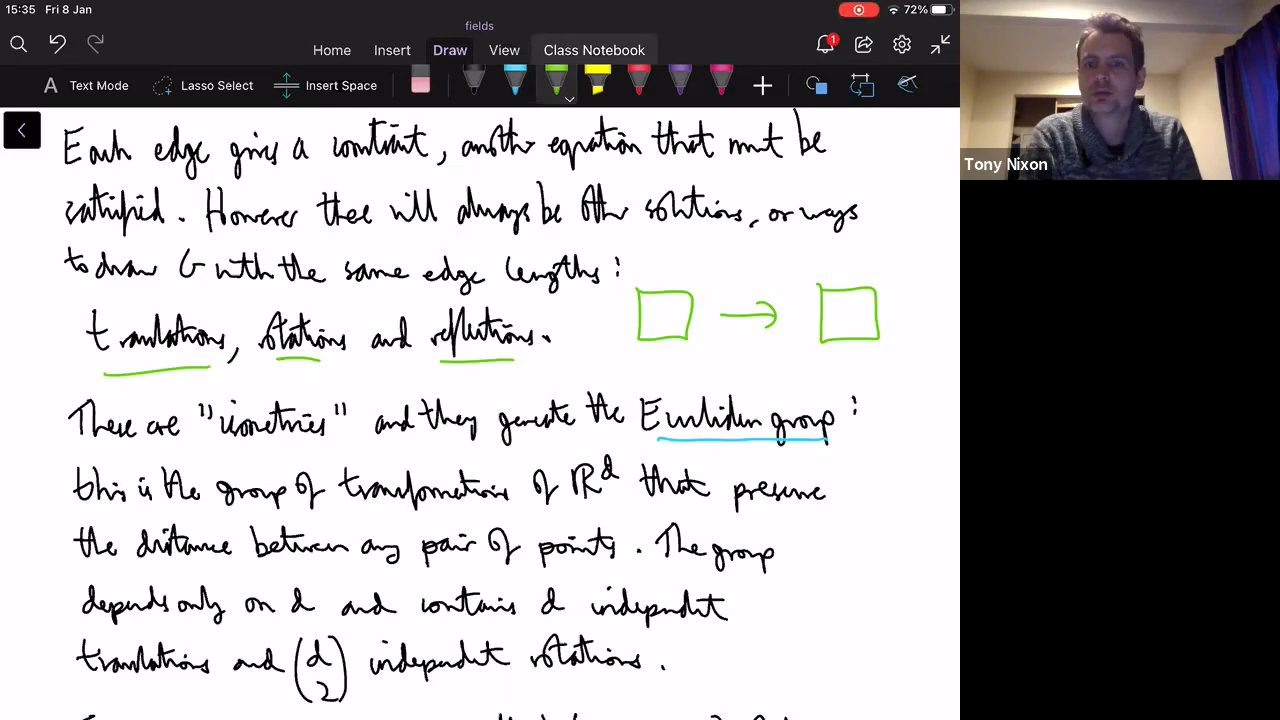 15:35 Fri 8 Jan
72%
fields
Home Insert Draw View Class Notebook
1
A Text Mode Lasso Select Insert Space
Tony Nixon
Each edge gives a constraint, another equation that must be
satisfied. However there will always be other solutions, or ways
to draw G with the same edge lengths:
translations, rotations and reflections.
These are "isometries" and they generate the Euclidean group:
this is the group of transformations of ℝᵈ that preserve
the distance between any pair of points. The group
depends only on d and contains d independent
translations and (d 2) independent rotations.